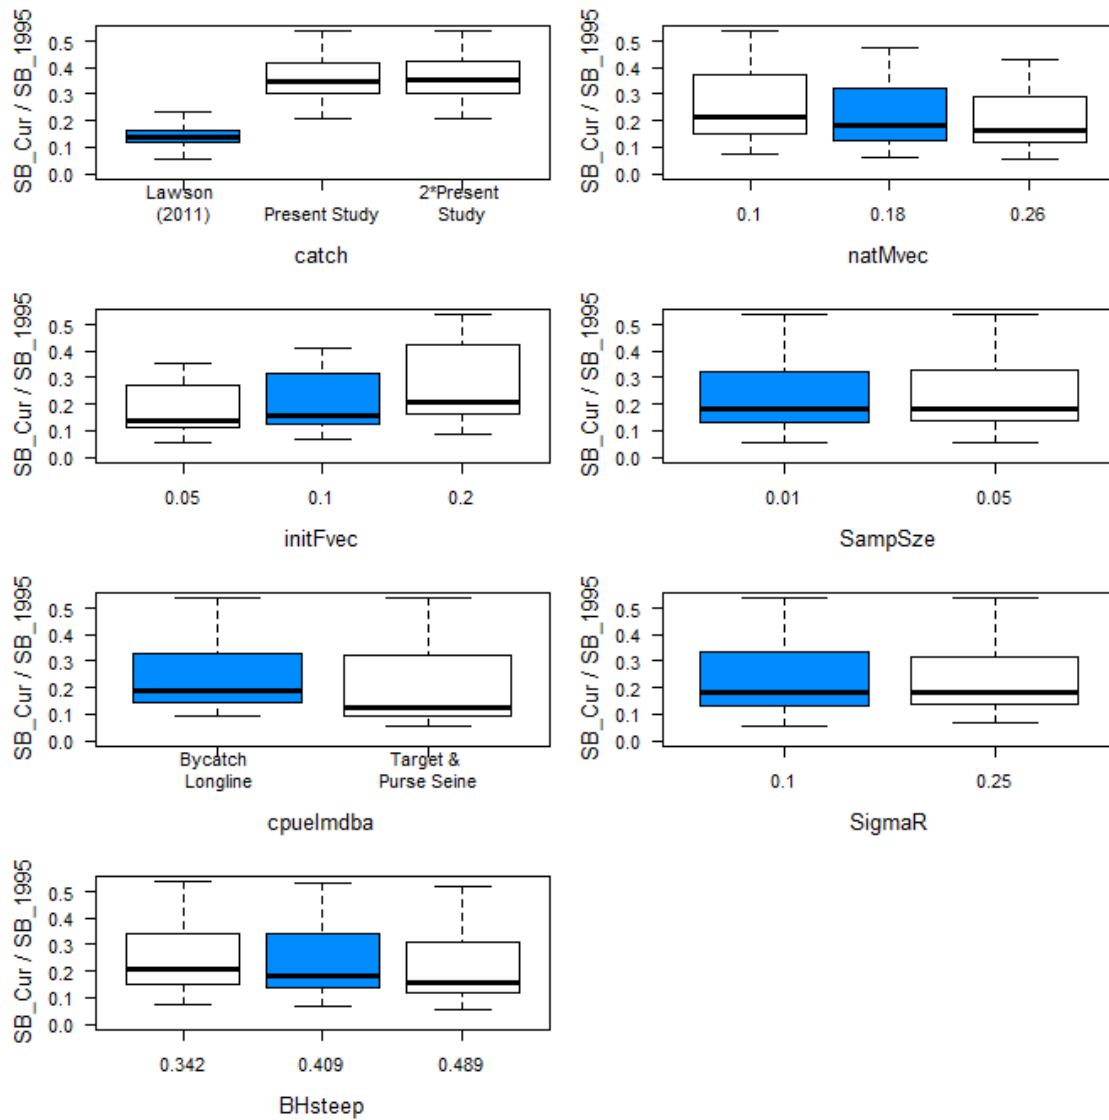 SB_Cur / SB_1995
0.5
0.4
0.3
0.2
0.1
0.0
Lawson
(2011)
Present Study
2*Present
Study
catch
SB_Cur / SB_1995
0.5
0.4
0.3
0.2
0.1
0.0
0.1
0.18
0.26
natMvec
SB_Cur / SB_1995
0.5
0.4
0.3
0.2
0.1
0.0
0.05
0.1
0.2
initFvec
SB_Cur / SB_1995
0.5
0.4
0.3
0.2
0.1
0.0
0.01
0.05
SampSze
SB_Cur / SB_1995
0.5
0.4
0.3
0.2
0.1
0.0
Bycatch
Longline
Target &
Purse Seine
cpuelmdba
SB_Cur / SB_1995
0.5
0.4
0.3
0.2
0.1
0.0
0.1
0.25
SigmaR
SB_Cur / SB_1995
0.5
0.4
0.3
0.2
0.1
0.0
0.342
0.409
0.489
BHsteep